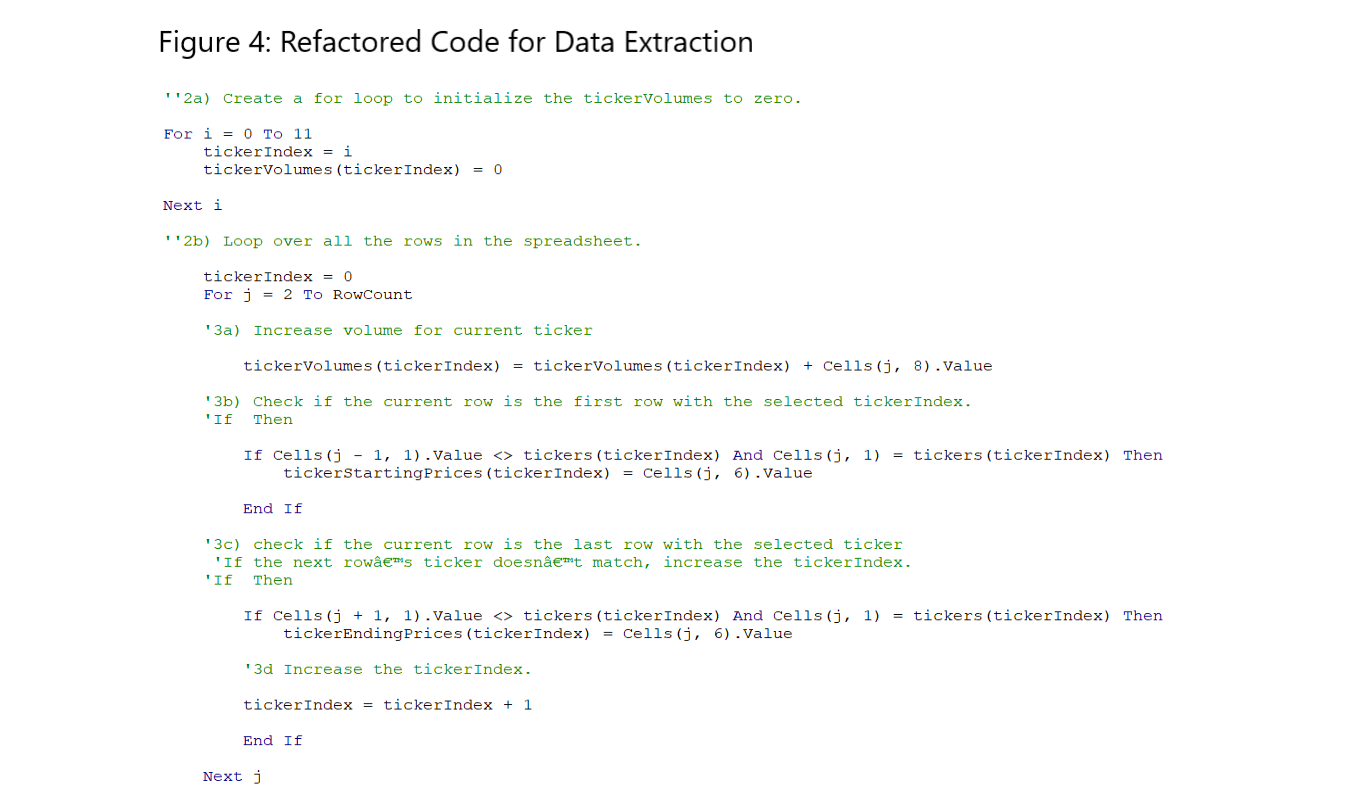 Figure 4: Refactored Code for Data Extraction
''2a) Create a for loop to initialize the tickerVolumes to zero.
For i = 0 To 11
tickerIndex = i
tickerVolumes(tickerIndex) = 0
Next i
''2b) Loop over all the rows in the spreadsheet.
tickerIndex = 0
For j = 2 To RowCount
'3a) Increase volume for current ticker
tickerVolumes(tickerIndex) = tickerVolumes(tickerIndex) + Cells(j, 8).Value
'3b) Check if the current row is the first row with the selected tickerIndex.
'If  Then
If Cells(j - 1, 1).Value <> tickers(tickerIndex) And Cells(j, 1) = tickers(tickerIndex) Then
tickerStartingPrices(tickerIndex) = Cells(j, 6).Value
End If
'3c) check if the current row is the last row with the selected ticker
'If the next rowâ€™s ticker doesnâ€™t match, increase the tickerIndex.
'If  Then
If Cells(j + 1, 1).Value <> tickers(tickerIndex) And Cells(j, 1) = tickers(tickerIndex) Then
tickerEndingPrices(tickerIndex) = Cells(j, 6).Value
'3d Increase the tickerIndex.
tickerIndex = tickerIndex + 1
End If
Next j